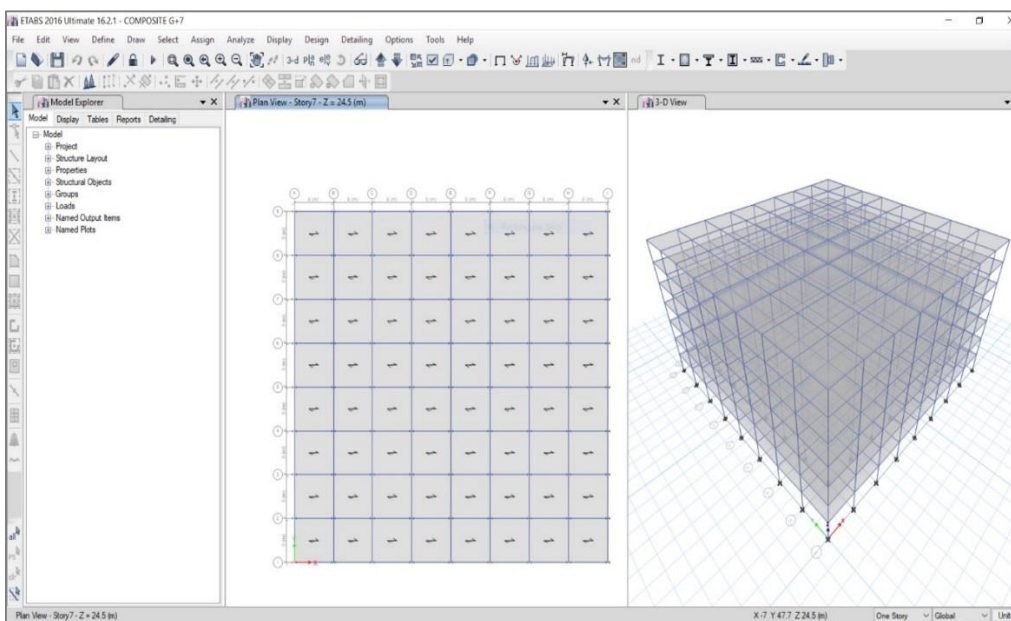 ETABS 2016 Ultimate 16.2.1 - COMPOSITE G+7
File Edit View Define Draw Select Assign Analyze Display Design Detailing Options Tools Help
3-d
nd
Model Explorer
Model Display Tables Reports Detailing
Model
Project
Structure Layout
Properties
Structural Objects
Groups
Loads
Named Output Items
Named Plots
Plan View - Story7 - Z = 24.5 (m)
3-D View
Plan View - Story7 - Z = 24.5 (m)
X -7 Y 47.7 Z 24.5 (m)
One Story
Global
Units